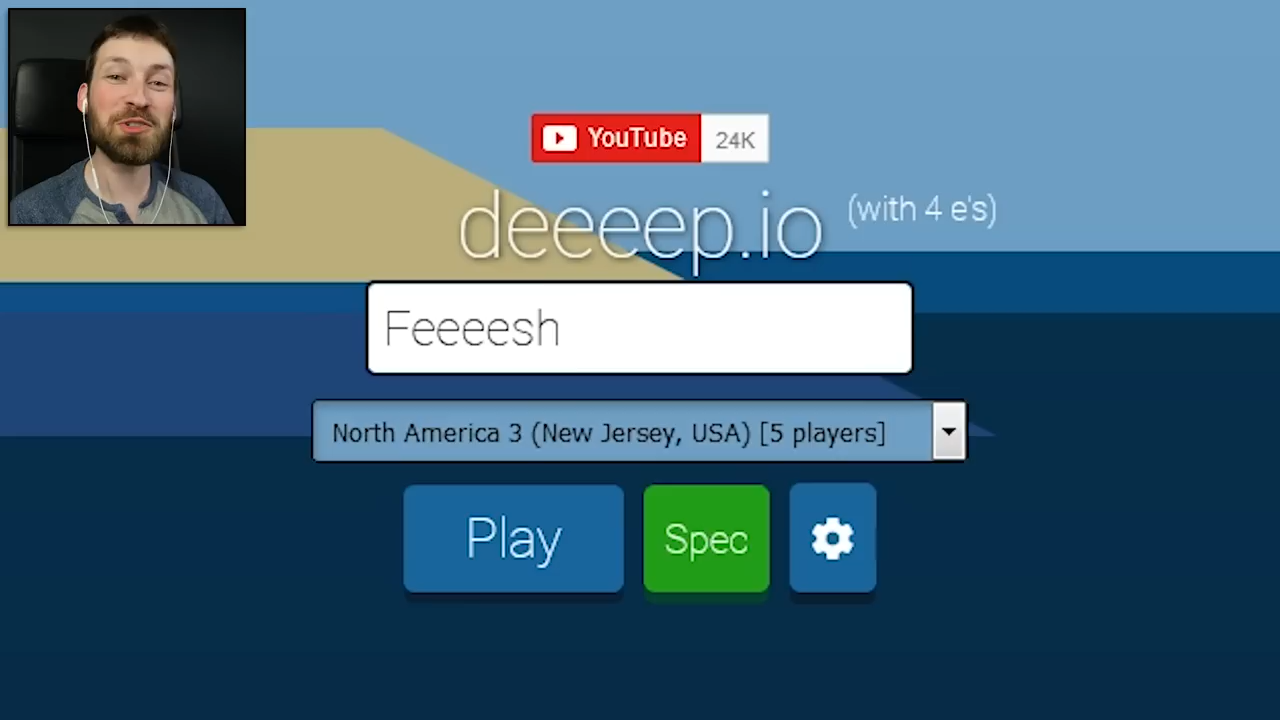 YouTube 24K
deeeep.io (with 4 e's)
Feeeesh
North America 3 (New Jersey, USA) [5 players]
Play Spec